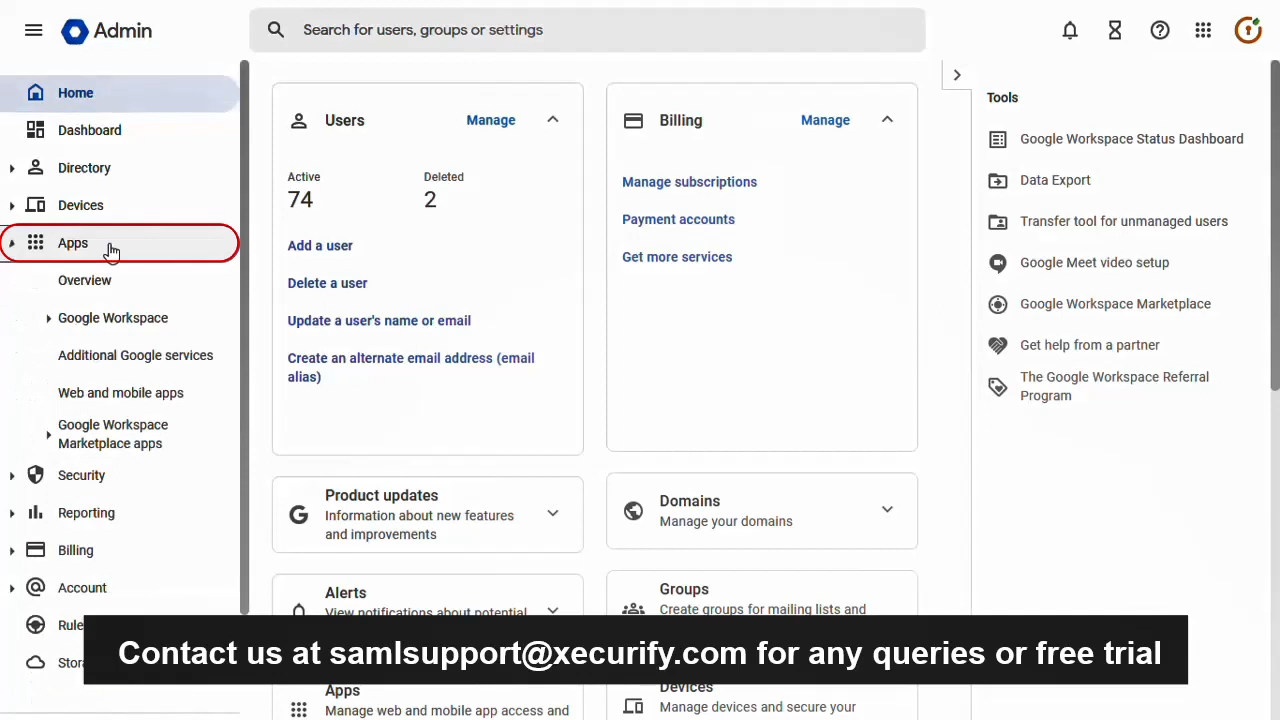 Admin
Search for users, groups or settings
Home
Dashboard
Directory
Devices
Apps
Overview
Google Workspace
Additional Google services
Web and mobile apps
Google Workspace
Marketplace apps
Security
Reporting
Billing
Account
Rule
Stora
Users
Manage
Active
74
Deleted
2
Add a user
Delete a user
Update a user's name or email
Create an alternate email address (email
alias)
Billing
Manage
Manage subscriptions
Payment accounts
Get more services
Product updates
Information about new features
and improvements
Domains
Manage your domains
Alerts
View notifications about potential
Groups
Create groups for mailing lists and
Apps
Manage web and mobile app access and
Devices
Manage devices and secure your
Tools
Google Workspace Status Dashboard
Data Export
Transfer tool for unmanaged users
Google Meet video setup
Google Workspace Marketplace
Get help from a partner
The Google Workspace Referral
Program
Contact us at samlsupport@xecurify.com for any queries or free trial